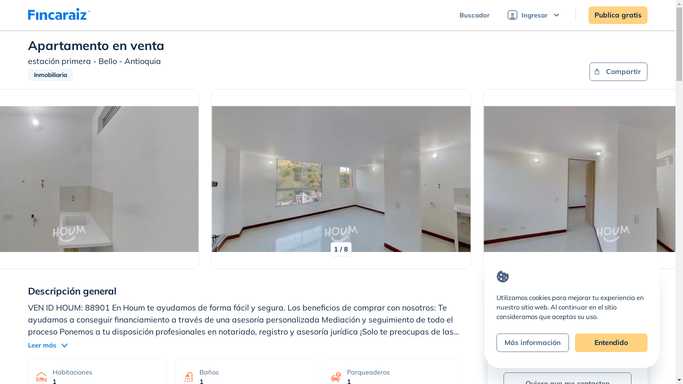 Fincaraiz
Buscador
Ingresar
Publica gratis
Apartamento en venta
estación primera - Bello - Antioquia
Inmobiliaria
Compartir
HOUM
HOUM
HOUM
1 / 8
Descripción general
VEN ID HOUM: 88901 En Houm te ayudamos de forma fácil y segura. Los beneficios de comprar con nosotros: Te
ayudamos a conseguir financiamiento a través de una asesoría personalizada Mediación y seguimiento de todo el
proceso Ponemos a tu disposición profesionales en notariado, registro y asesoría jurídica ¡Solo te preocupas de las...
Leer más
Habitaciones
1
Baños
1
Parqueaderos
1
Utilizamos cookies para mejorar tu experiencia en
nuestro sitio web. Al continuar en el sitio
consideramos que aceptas su uso.
Más información
Entendido
Quiero que me contacten